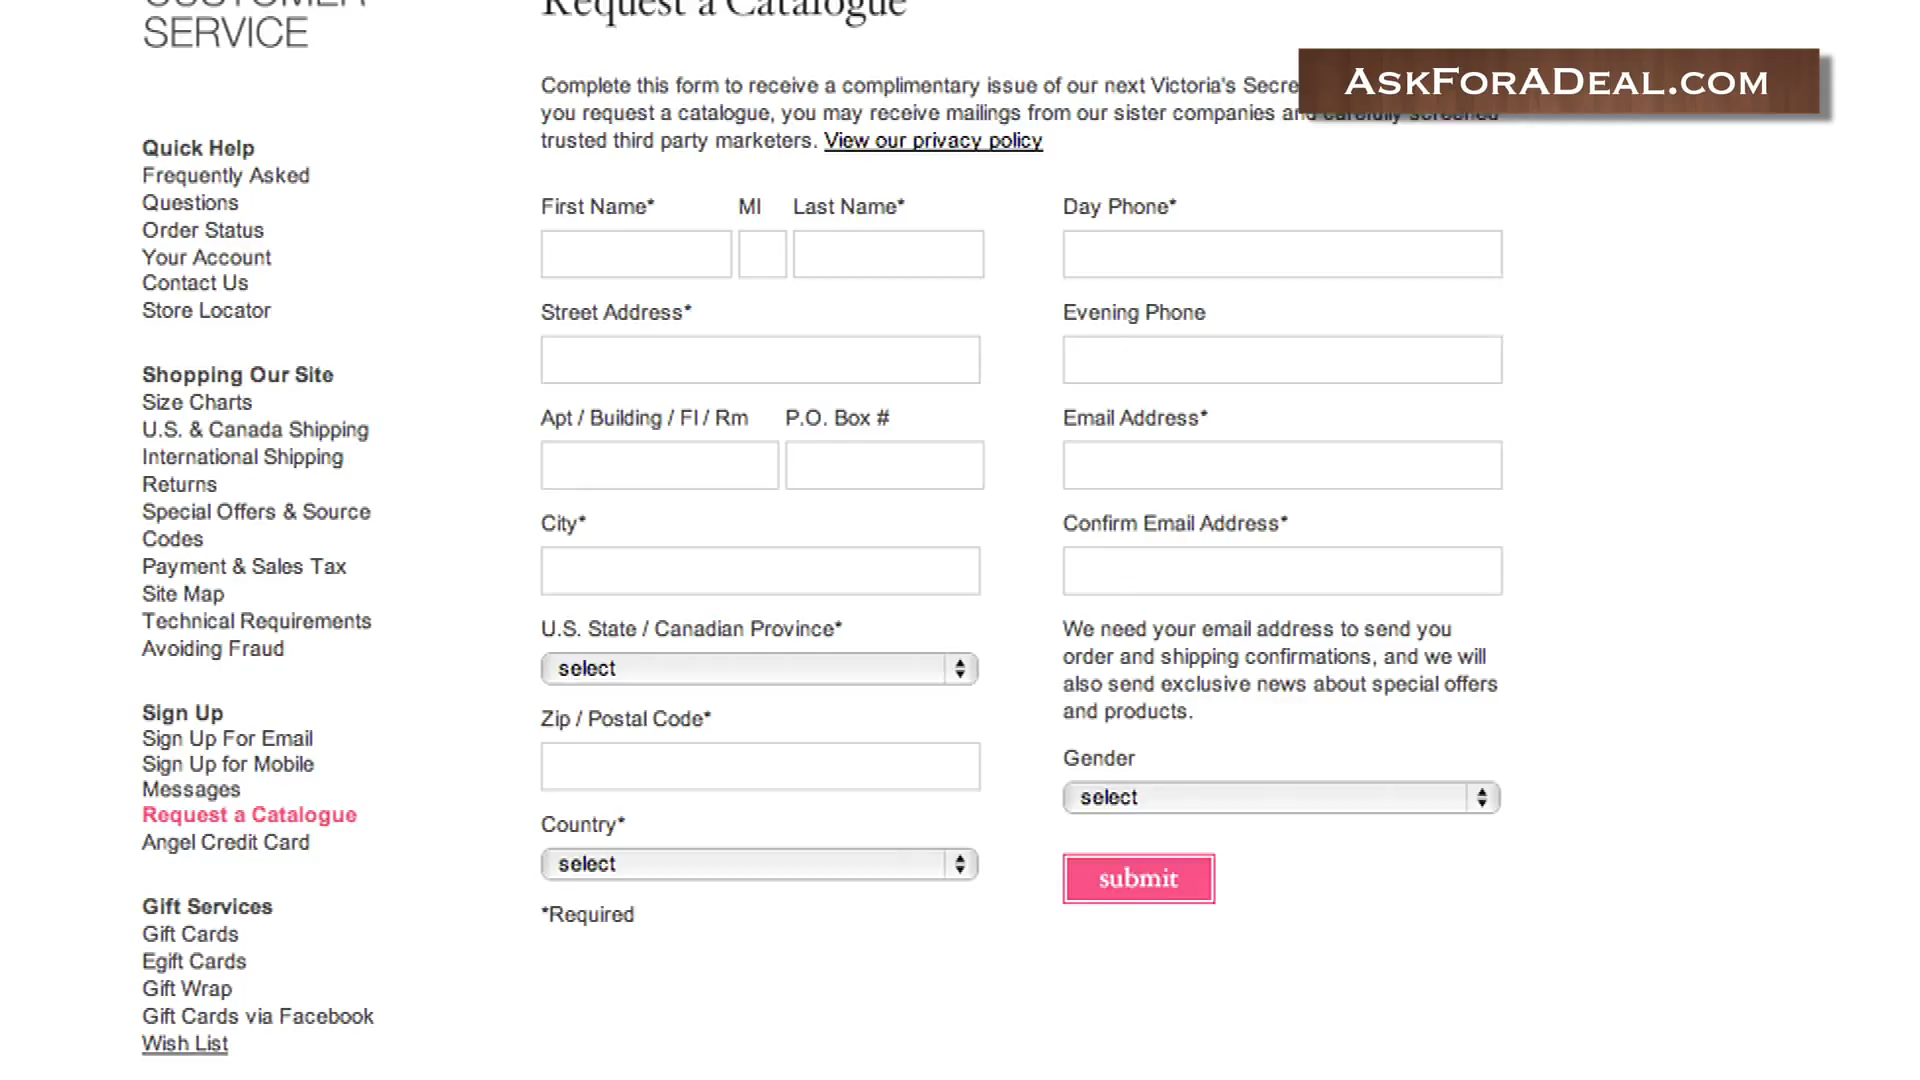 CUSTOMER
SERVICE
Quick Help
Frequently Asked
Questions
Order Status
Your Account
Contact Us
Store Locator
Shopping Our Site
Size Charts
U.S. & Canada Shipping
International Shipping
Returns
Special Offers & Source
Codes
Payment & Sales Tax
Site Map
Technical Requirements
Avoiding Fraud
Sign Up
Sign Up For Email
Sign Up for Mobile
Messages
Request a Catalogue
Angel Credit Card
Gift Services
Gift Cards
Egift Cards
Gift Wrap
Gift Cards via Facebook
Wish List
Request a Catalogue
AskForADeal.com
Complete this form to receive a complimentary issue of our next Victoria's
you request a catalogue, you may receive mailings from our sister companies and carefully screened
trusted third party marketers. View our privacy policy
First Name* MI Last Name*
Street Address*
Apt / Building / Fl / Rm P.O. Box #
City*
U.S. State / Canadian Province*
select
Zip / Postal Code*
Country*
select
*Required
Day Phone*
Evening Phone
Email Address*
Confirm Email Address*
We need your email address to send you
order and shipping confirmations, and we will
also send exclusive news about special offers
and products.
Gender
select
submit